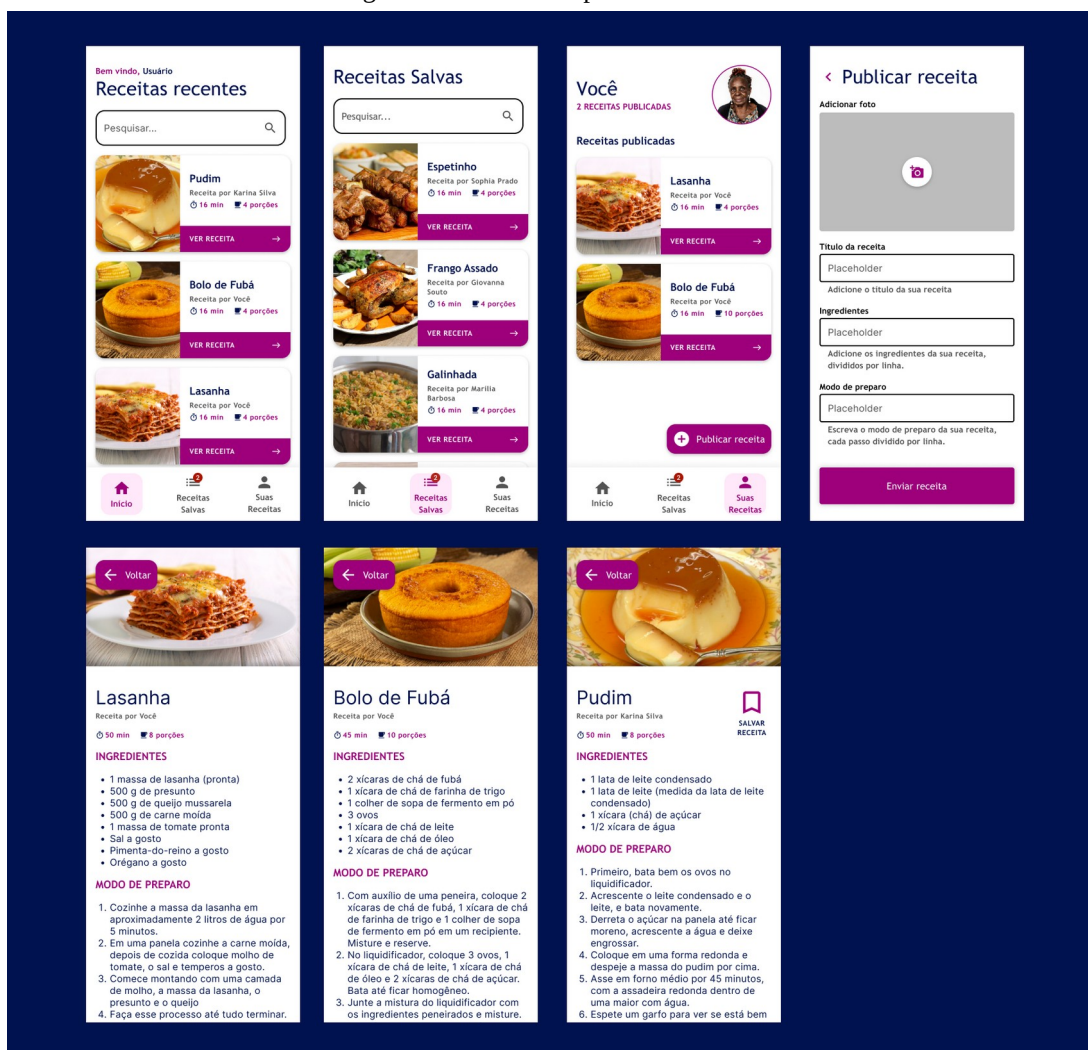 Bem vindo, Usuário
Receitas recentes
Pesquisar...
Pudim
Receita por Karina Silva
16 min 4 porções
VER RECEITA
Bolo de Fubá
Receita por Você
16 min 4 porções
VER RECEITA
Lasanha
Receita por Você
16 min 4 porções
VER RECEITA
Inicio
2
Receitas
Salvas
Suas
Receitas
Receitas Salvas
Pesquisar...
Espetinho
Receita por Sophia Prado
16 min 4 porções
VER RECEITA
Frango Assado
Receita por Giovanna
Souto
16 min 4 porções
VER RECEITA
Galinhada
Receita por Marilia
Barbosa
16 min 4 porções
VER RECEITA
Inicio
2
Receitas
Salvas
Suas
Receitas
Você
2 RECEITAS PUBLICADAS
Receitas publicadas
Lasanha
Receita por Você
16 min 4 porções
VER RECEITA
Bolo de Fubá
Receita por Você
16 min 10 porções
VER RECEITA
Publicar receita
Inicio
2
Receitas
Salvas
Suas
Receitas
Publicar receita
Adicionar foto
Titulo da receita
Placeholder
Adicione o titulo da sua receita
Ingredientes
Placeholder
Adicione os ingredientes da sua receita,
divididos por linha.
Modo de preparo
Placeholder
Escreva o modo de preparo da sua receita,
cada passo dividido por linha.
Enviar receita
Voltar
Lasanha
Receita por Você
50 min 8 porções
INGREDIENTES
• 1 massa de lasanha (pronta)
• 500 g de presunto
• 500 g de queijo mussarela
• 500 g de carne moída
• 1 massa de tomate pronta
• Sal a gosto
• Pimenta-do-reino a gosto
• Orégano a gosto
MODO DE PREPARO
1. Cozinhe a massa da lasanha em
aproximadamente 2 litros de água por
5 minutos.
2. Em uma panela cozinhe a carne moída,
depois de cozida coloque molho de
tomate, o sal e temperos a gosto.
3. Comece montando com uma camada
de molho, a massa da lasanha, o
presunto e o queijo
4. Faça esse processo até tudo terminar.
Voltar
Bolo de Fubá
Receita por Você
45 min 10 porções
INGREDIENTES
• 2 xícaras de chá de fubá
• 1 xícara de chá de farinha de trigo
• 1 colher de sopa de fermento em pó
• 3 ovos
• 1 xícara de chá de leite
• 1 xícara de chá de óleo
• 2 xícaras de chá de açúcar
MODO DE PREPARO
1. Com auxílio de uma peneira, coloque 2
xícaras de chá de fubá, 1 xícara de chá
de farinha de trigo e 1 colher de sopa
de fermento em pó em um recipiente.
Misture e reserve.
2. No liquidificador, coloque 3 ovos, 1
xícara de chá de leite, 1 xícara de chá
de óleo e 2 xícaras de chá de açúcar.
Bata até ficar homogêneo.
3. Junte a mistura do liquidificador com
os ingredientes peneirados e misture.
Voltar
Pudim
Receita por Karina Silva
50 min 8 porções
SALVAR
RECEITA
INGREDIENTES
• 1 lata de leite condensado
• 1 lata de leite (medida da lata de leite
condensado)
• 1 xícara (chá) de açúcar
• 1/2 xícara de água
MODO DE PREPARO
1. Primeiro, bata bem os ovos no
liquidificador.
2. Acrescente o leite condensado e o
leite, e bata novamente.
3. Derreta o açúcar na panela até ficar
moreno, acrescente a água e deixe
engrossar.
4. Coloque em uma forma redonda e
despeje a massa do pudim por cima.
5. Asse em forno médio por 45 minutos,
com a assadeira redonda dentro de
uma maior com água.
6. Espete um garfo para ver se está bem